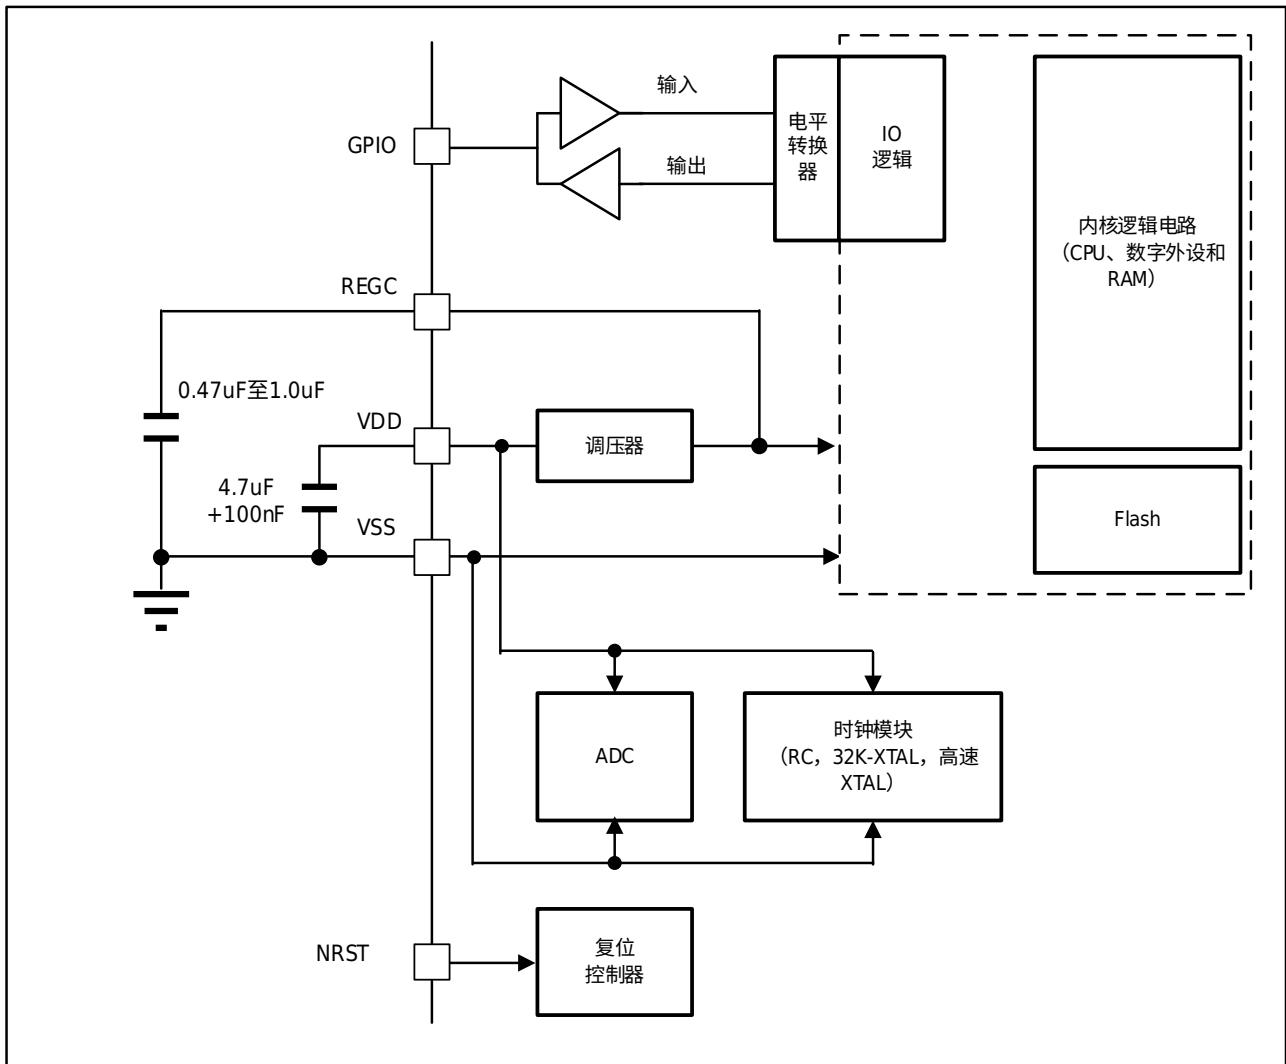 输入
GPIO
输出
电平
转换
器
IO
逻辑
内核逻辑电路
（CPU、数字外设和
RAM）
REGC
0.47uF至1.0uF
VDD
调压器
4.7uF
+100nF
VSS
Flash
ADC
时钟模块
（RC，32K-XTAL，高速
XTAL）
NRST
复位
控制器